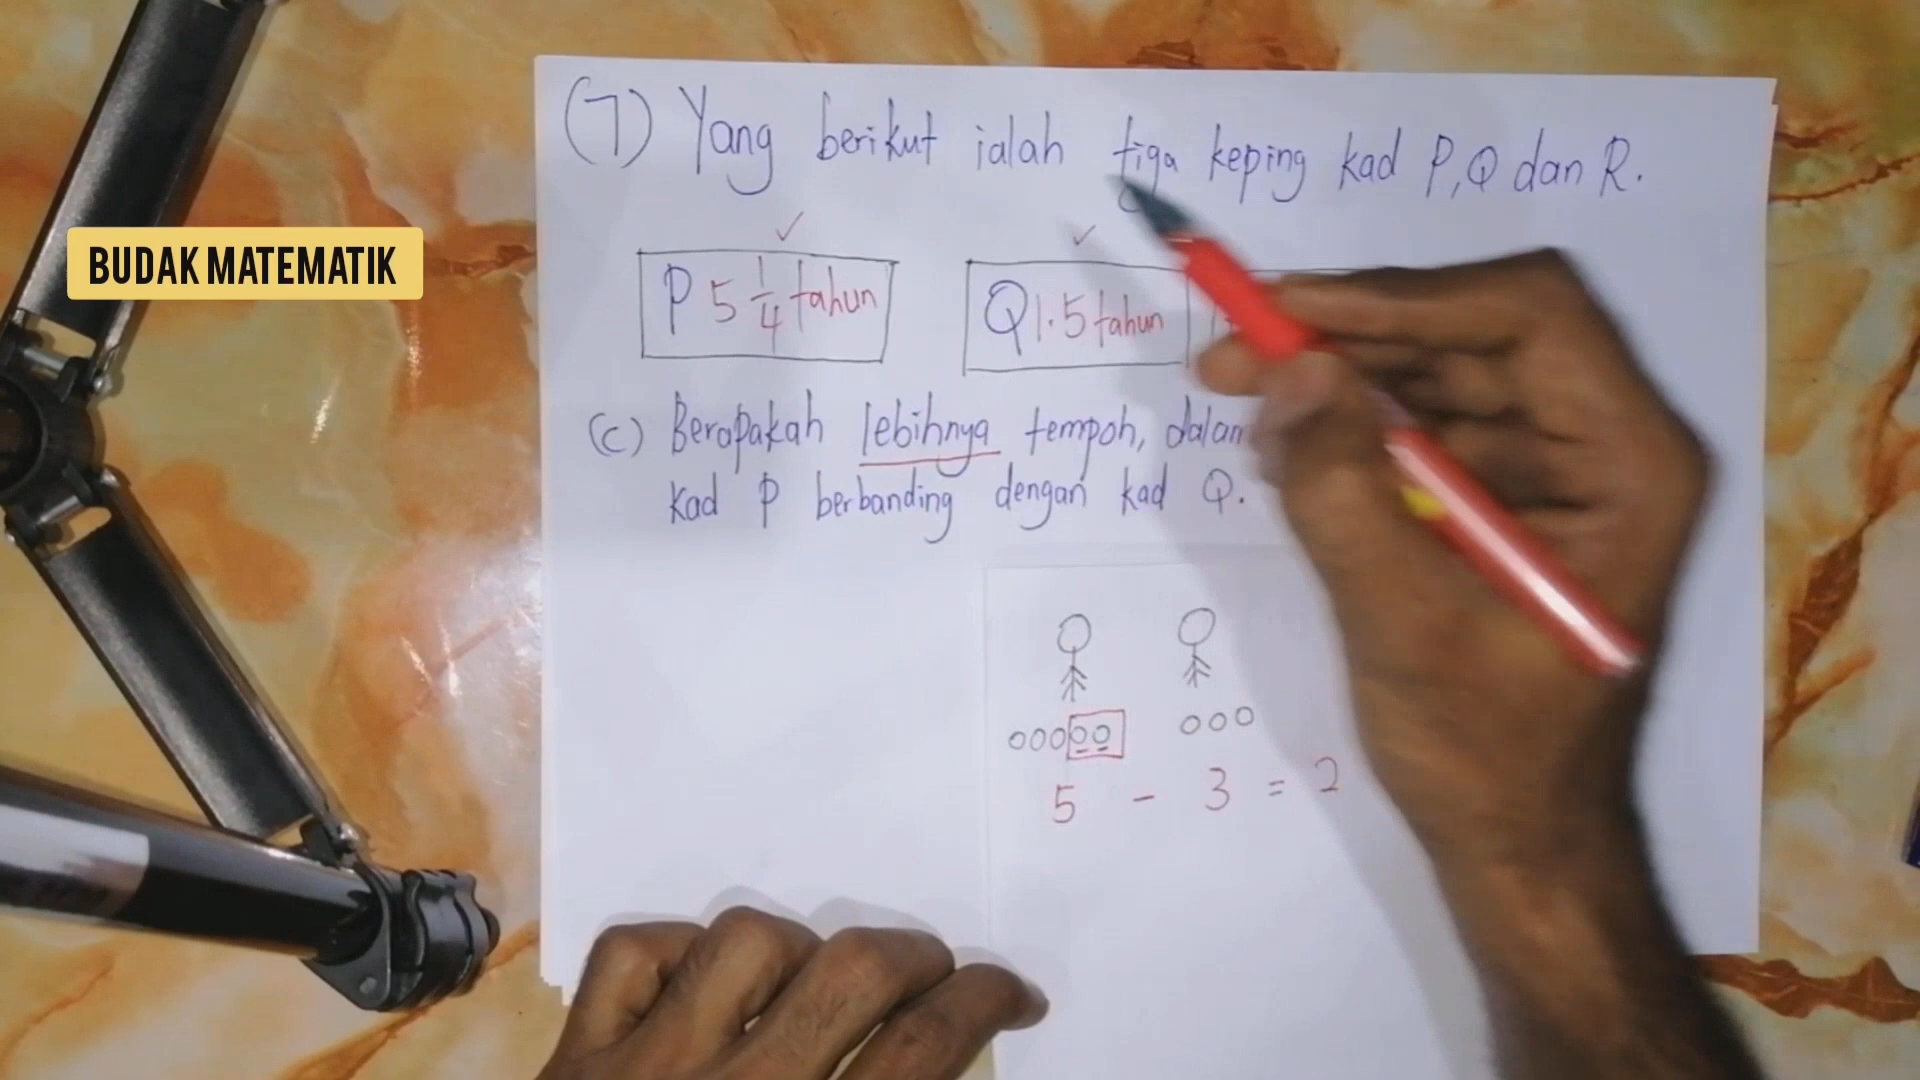 BUDAK MATEMATIK
(7) Yang berikut ialah tiga keping kad P, Q dan R.
P 5 1/4 tahun
Q 1.5 tahun
(c) Berapakah lebihnya tempoh, dalam
kad P berbanding dengan kad Q.
5 - 3 = 2